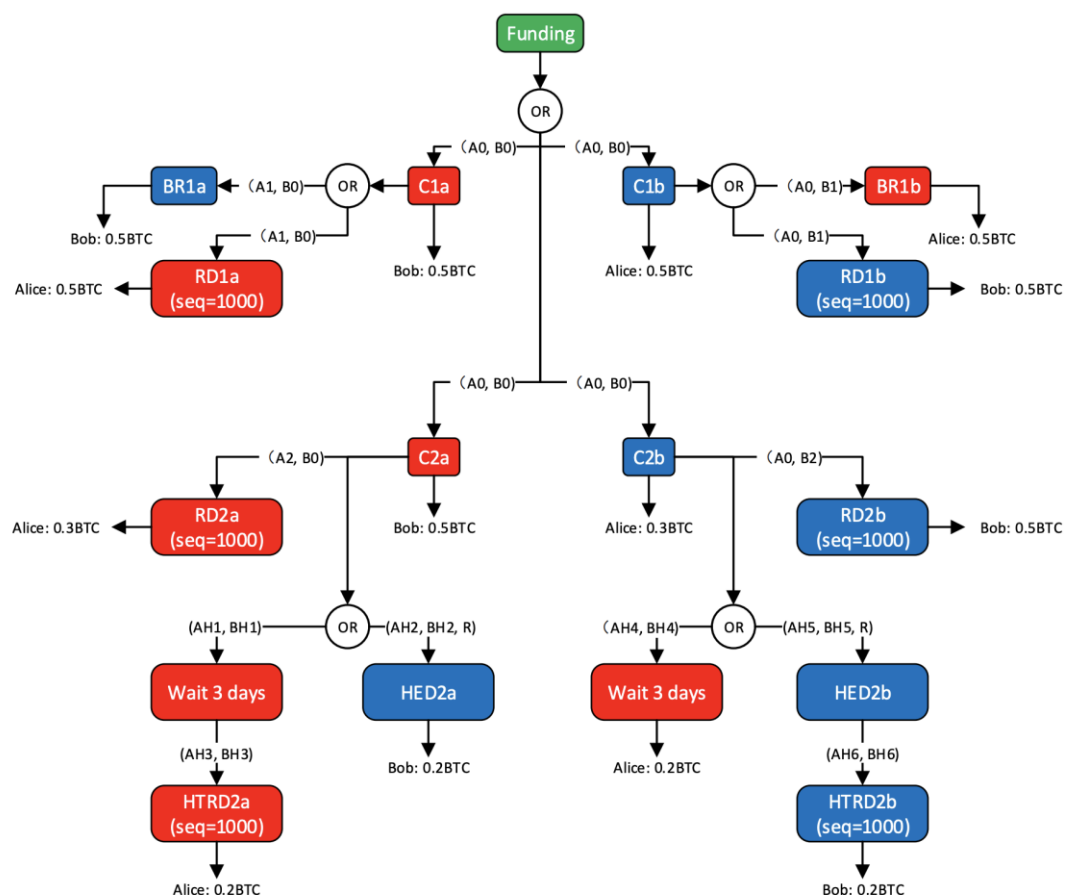 Funding
OR
（A0, B0)
（A0, B0)
BR1a
（A1, B0)
OR
C1a
C1b
OR
（A0, B1)
BR1b
Bob: 0.5BTC
（A1, B0)
（A0, B1)
Alice: 0.5BTC
Bob: 0.5BTC
Alice: 0.5BTC
Alice: 0.5BTC
RD1a
(seq=1000)
RD1b
(seq=1000)
Bob: 0.5BTC
（A0, B0)
（A0, B0)
（A2, B0)
C2a
C2b
（A0, B2)
Alice: 0.3BTC
RD2a
(seq=1000)
Bob: 0.5BTC
Alice: 0.3BTC
RD2b
(seq=1000)
Bob: 0.5BTC
(AH1, BH1)
OR
(AH2, BH2, R)
（AH4, BH4)
OR
(AH5, BH5, R)
Wait 3 days
HED2a
Wait 3 days
HED2b
(AH3, BH3)
Bob: 0.2BTC
Alice: 0.2BTC
(AH6, BH6)
HTRD2a
(seq=1000)
HTRD2b
(seq=1000)
Alice: 0.2BTC
Bob: 0.2BTC